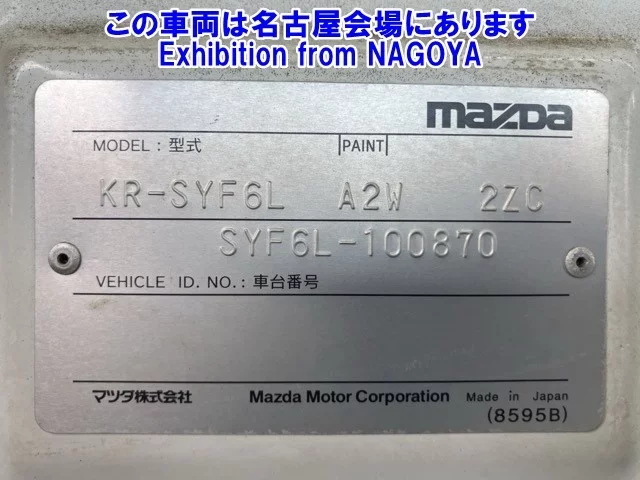 この車両は名古屋会場にあります
Exhibition from NAGOYA
mazda
MODEL : 型式 PAINT
KR-SYF6L A2W 2ZC
SYF6L-100870
VEHICLE ID. NO. : 車台番号
マツダ株式会社 Mazda Motor Corporation Made in Japan
(8595B)